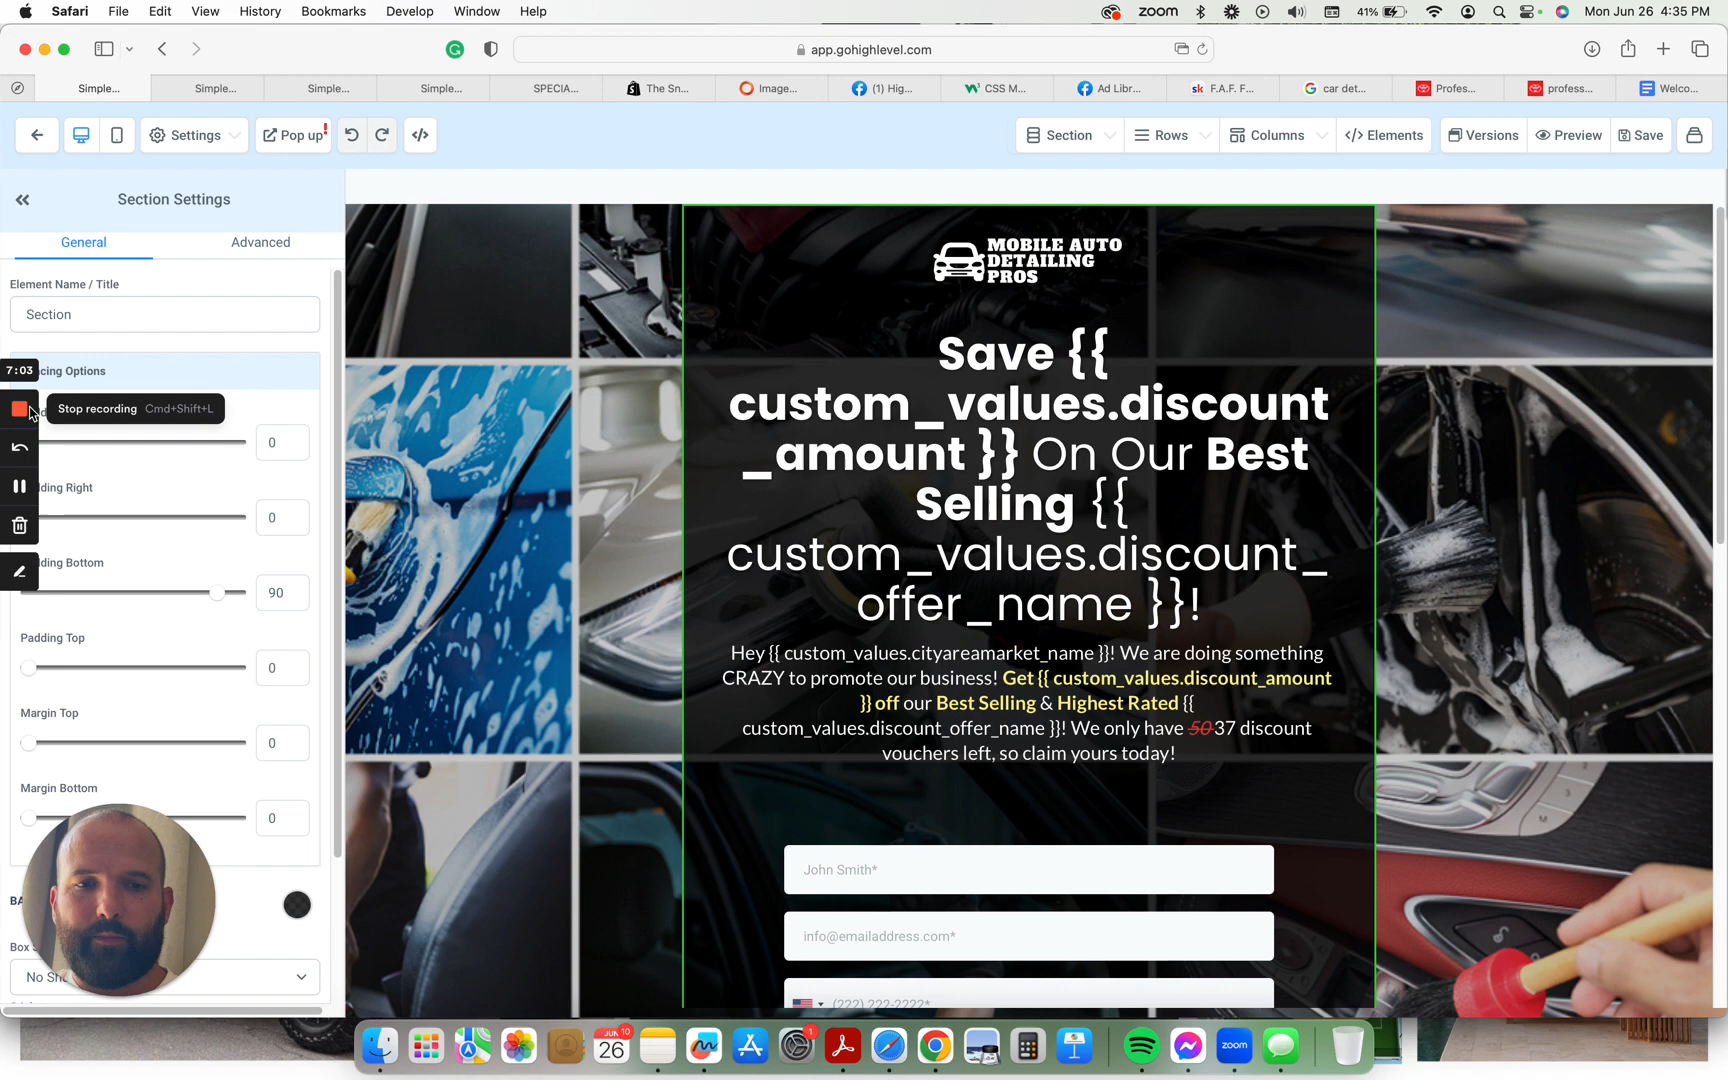 Safari File Edit View History Bookmarks Develop Window Help
zoom 41% Mon Jun 26 4:35 PM
app.gohighlevel.com
Simple... Simple... Simple... Simple... SPECIA... The Sn... Image... (1) Hig... CSS M... Ad Libr... F.A.F. F... car det... Profes... profess... Welco...
Settings Pop up! </> Section Rows Columns </> Elements Versions Preview Save
Section Settings
General Advanced
Element Name / Title
Section
7:03
cing Options
Stop recording Cmd+Shift+L
0
dding Right
0
dding Bottom
90
Padding Top
0
Margin Top
0
Margin Bottom
0
BA
Box S
No Sh
MOBILE AUTO
DETAILING
PROS
Save {{
custom_values.discount
_amount }} On Our Best
Selling {{
custom_values.discount_
offer_name }}!
Hey {{ custom_values.cityareamarket_name }}! We are doing something
CRAZY to promote our business! Get {{ custom_values.discount_amount
}} off our Best Selling & Highest Rated {{
custom_values.discount_offer_name }}! We only have 50 37 discount
vouchers left, so claim yours today!
John Smith*
info@emailaddress.com*
(222) 222-2222*
JUN 10
26
1
zoom